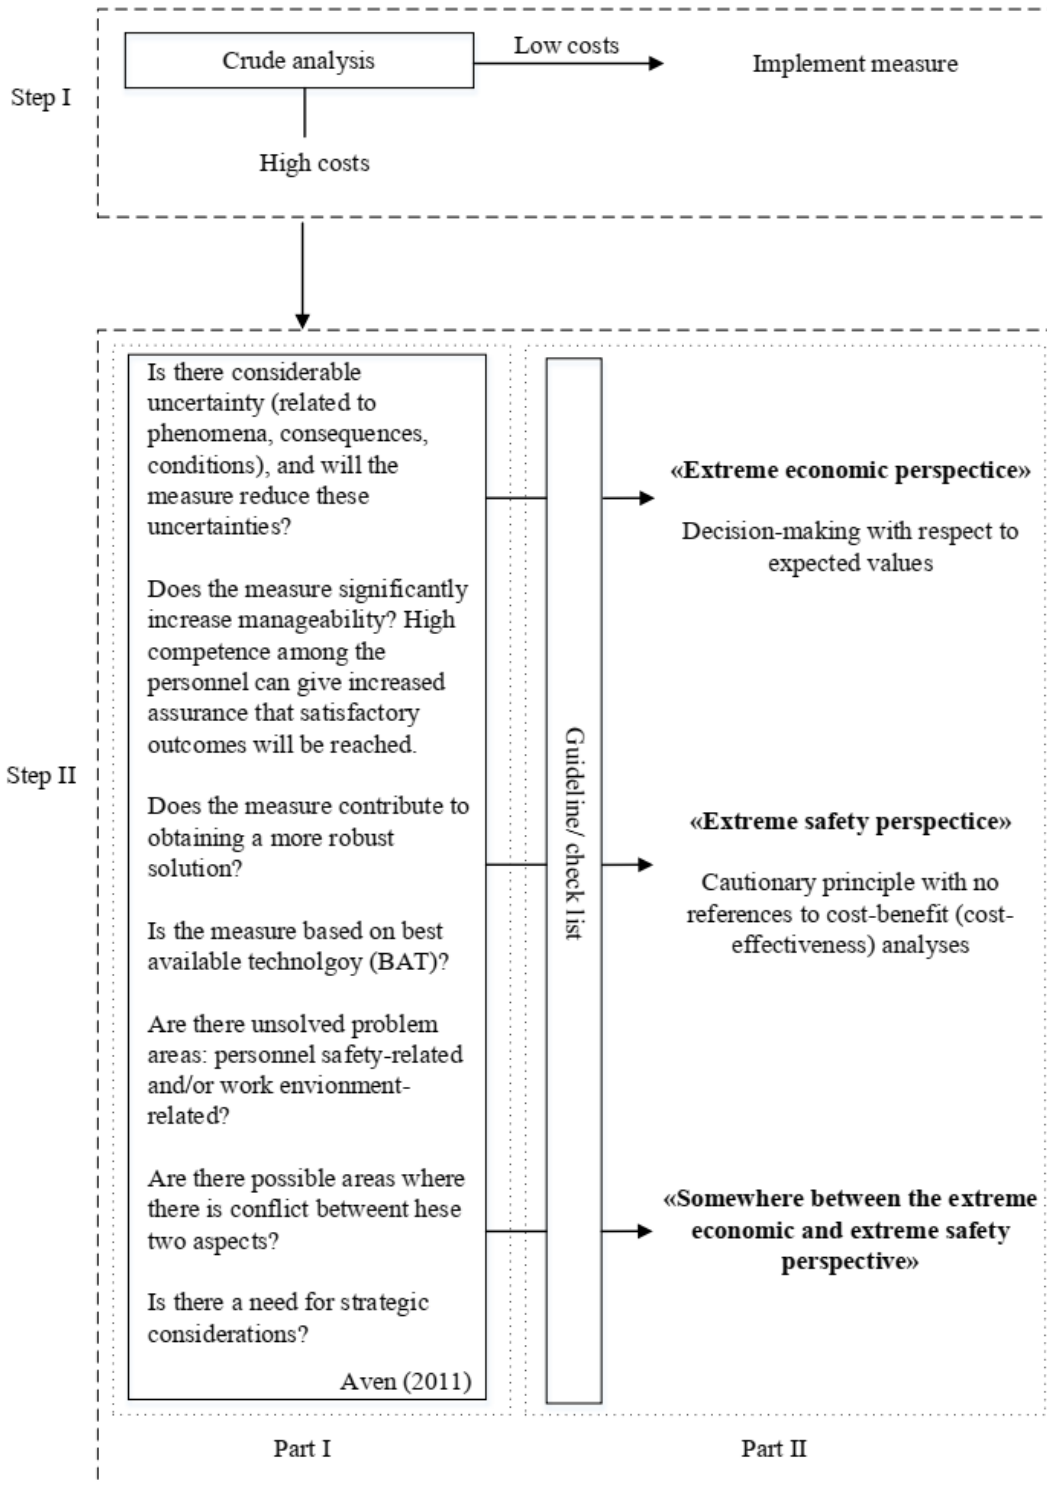 Crude analysis
Low costs
Implement measure
Step I
High costs
Is there considerable
uncertainty (related to
phenomena, consequences,
conditions), and will the
measure reduce these
uncertainties?
Does the measure significantly
increase manageability? High
competence among the
personnel can give increased
assurance that satisfactory
outcomes will be reached.
Does the measure contribute to
obtaining a more robust
solution?
Is the measure based on best
available technolgoy (BAT)?
Are there unsolved problem
areas: personnel safety-related
and/or work envionment-
related?
Are there possible areas where
there is conflict betweent hese
two aspects?
Is there a need for strategic
considerations?
Aven (2011)
Step II
Guideline/ check list
«Extreme economic perspectice»
Decision-making with respect to
expected values
«Extreme safety perspectice»
Cautionary principle with no
references to cost-benefit (cost-
effectiveness) analyses
«Somewhere between the extreme
economic and extreme safety
perspective»
Part I
Part II